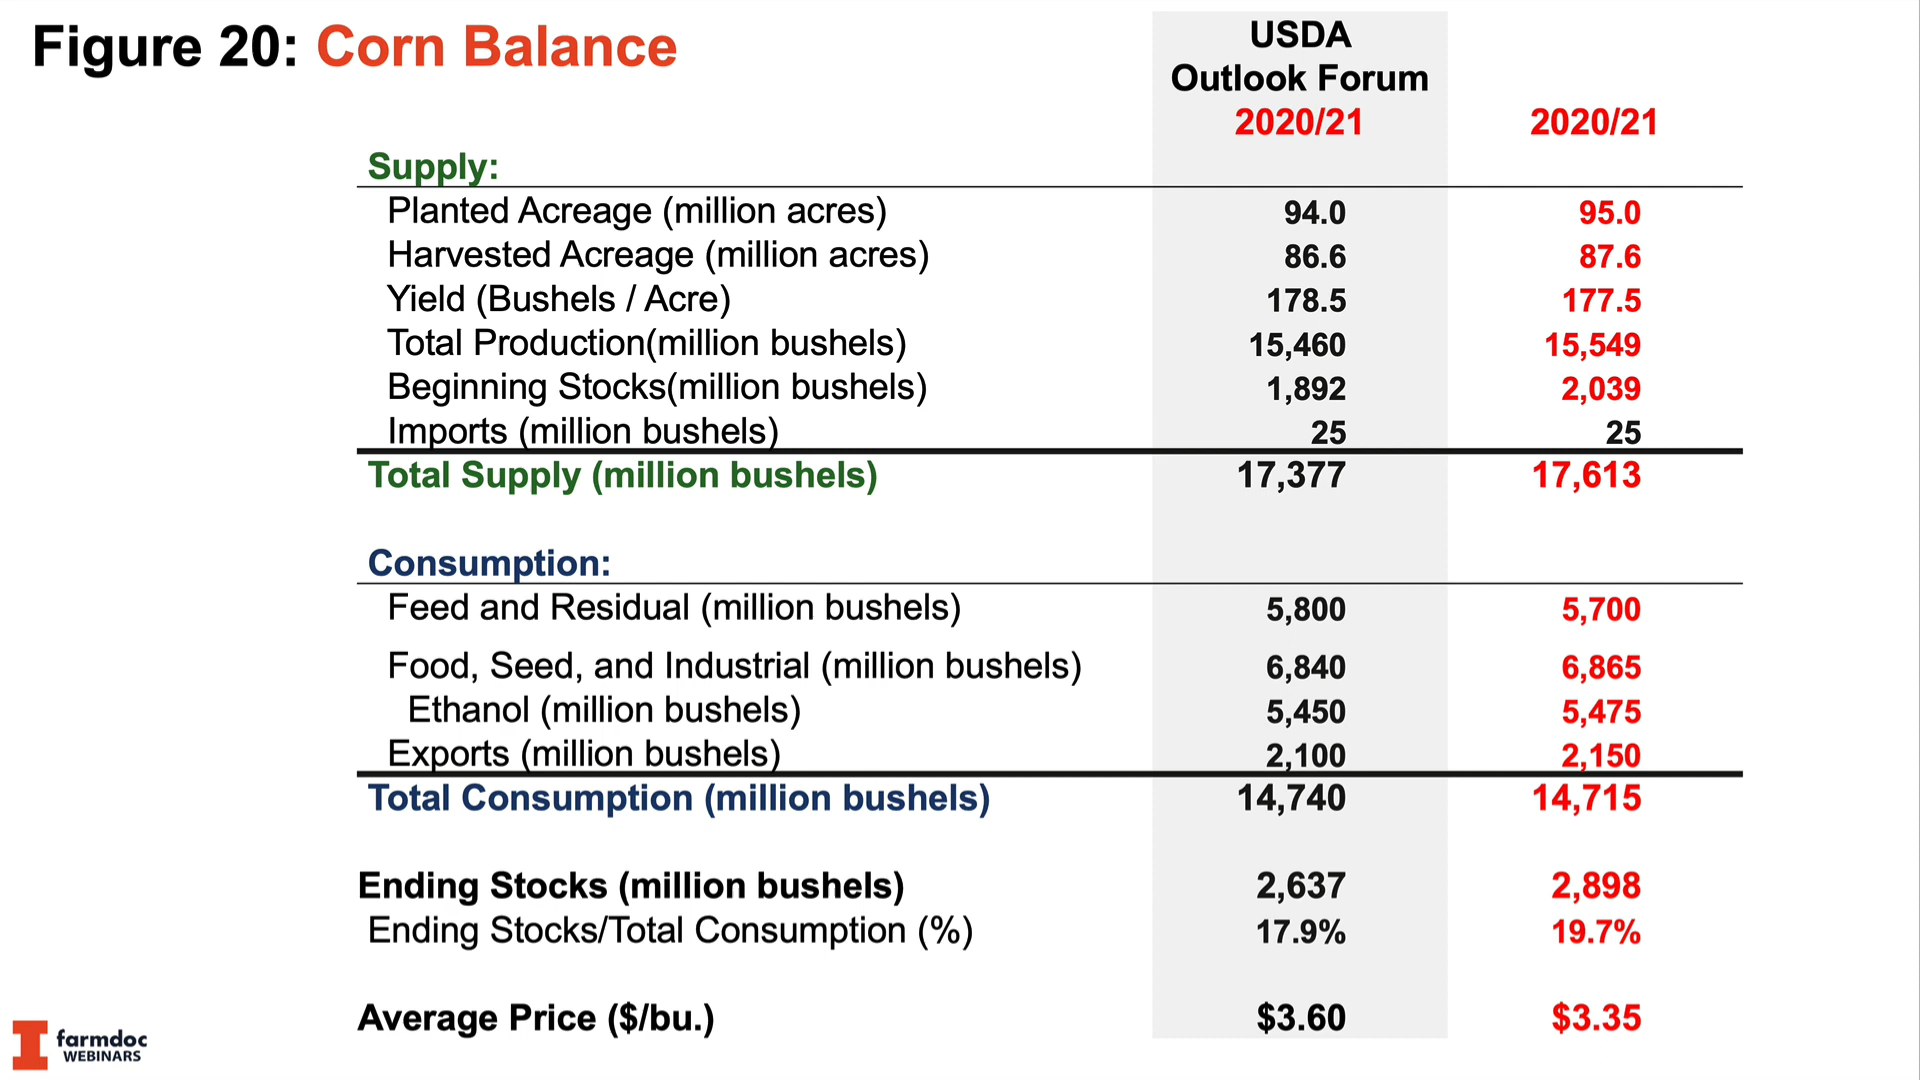 Figure 20: Corn Balance
USDA
Outlook Forum
2020/21 2020/21
Supply:
Planted Acreage (million acres) 94.0 95.0
Harvested Acreage (million acres) 86.6 87.6
Yield (Bushels / Acre) 178.5 177.5
Total Production(million bushels) 15,460 15,549
Beginning Stocks(million bushels) 1,892 2,039
Imports (million bushels) 25 25
Total Supply (million bushels) 17,377 17,613
Consumption:
Feed and Residual (million bushels) 5,800 5,700
Food, Seed, and Industrial (million bushels) 6,840 6,865
Ethanol (million bushels) 5,450 5,475
Exports (million bushels) 2,100 2,150
Total Consumption (million bushels) 14,740 14,715
Ending Stocks (million bushels) 2,637 2,898
Ending Stocks/Total Consumption (%) 17.9% 19.7%
Average Price ($/bu.) $3.60 $3.35
I farmdoc
WEBINARS